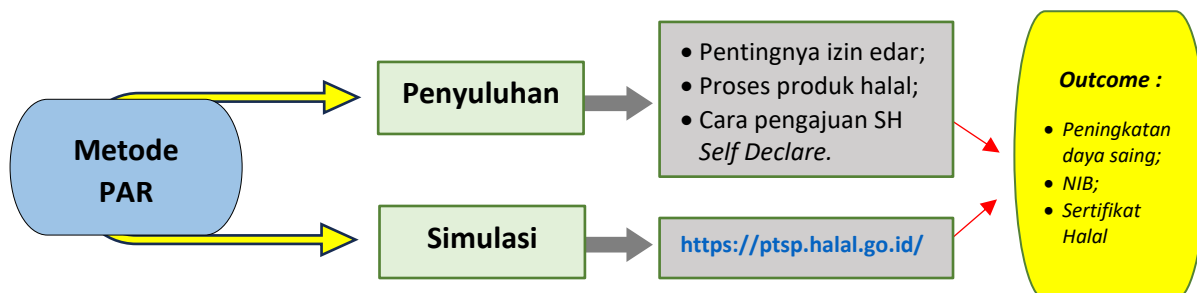 Metode
PAR
Penyuluhan
• Pentingnya izin edar;
• Proses produk halal;
• Cara pengajuan SH
Self Declare.
Simulasi
https://ptsp.halal.go.id/
Outcome :
• Peningkatan
daya saing;
• NIB;
• Sertifikat
Halal